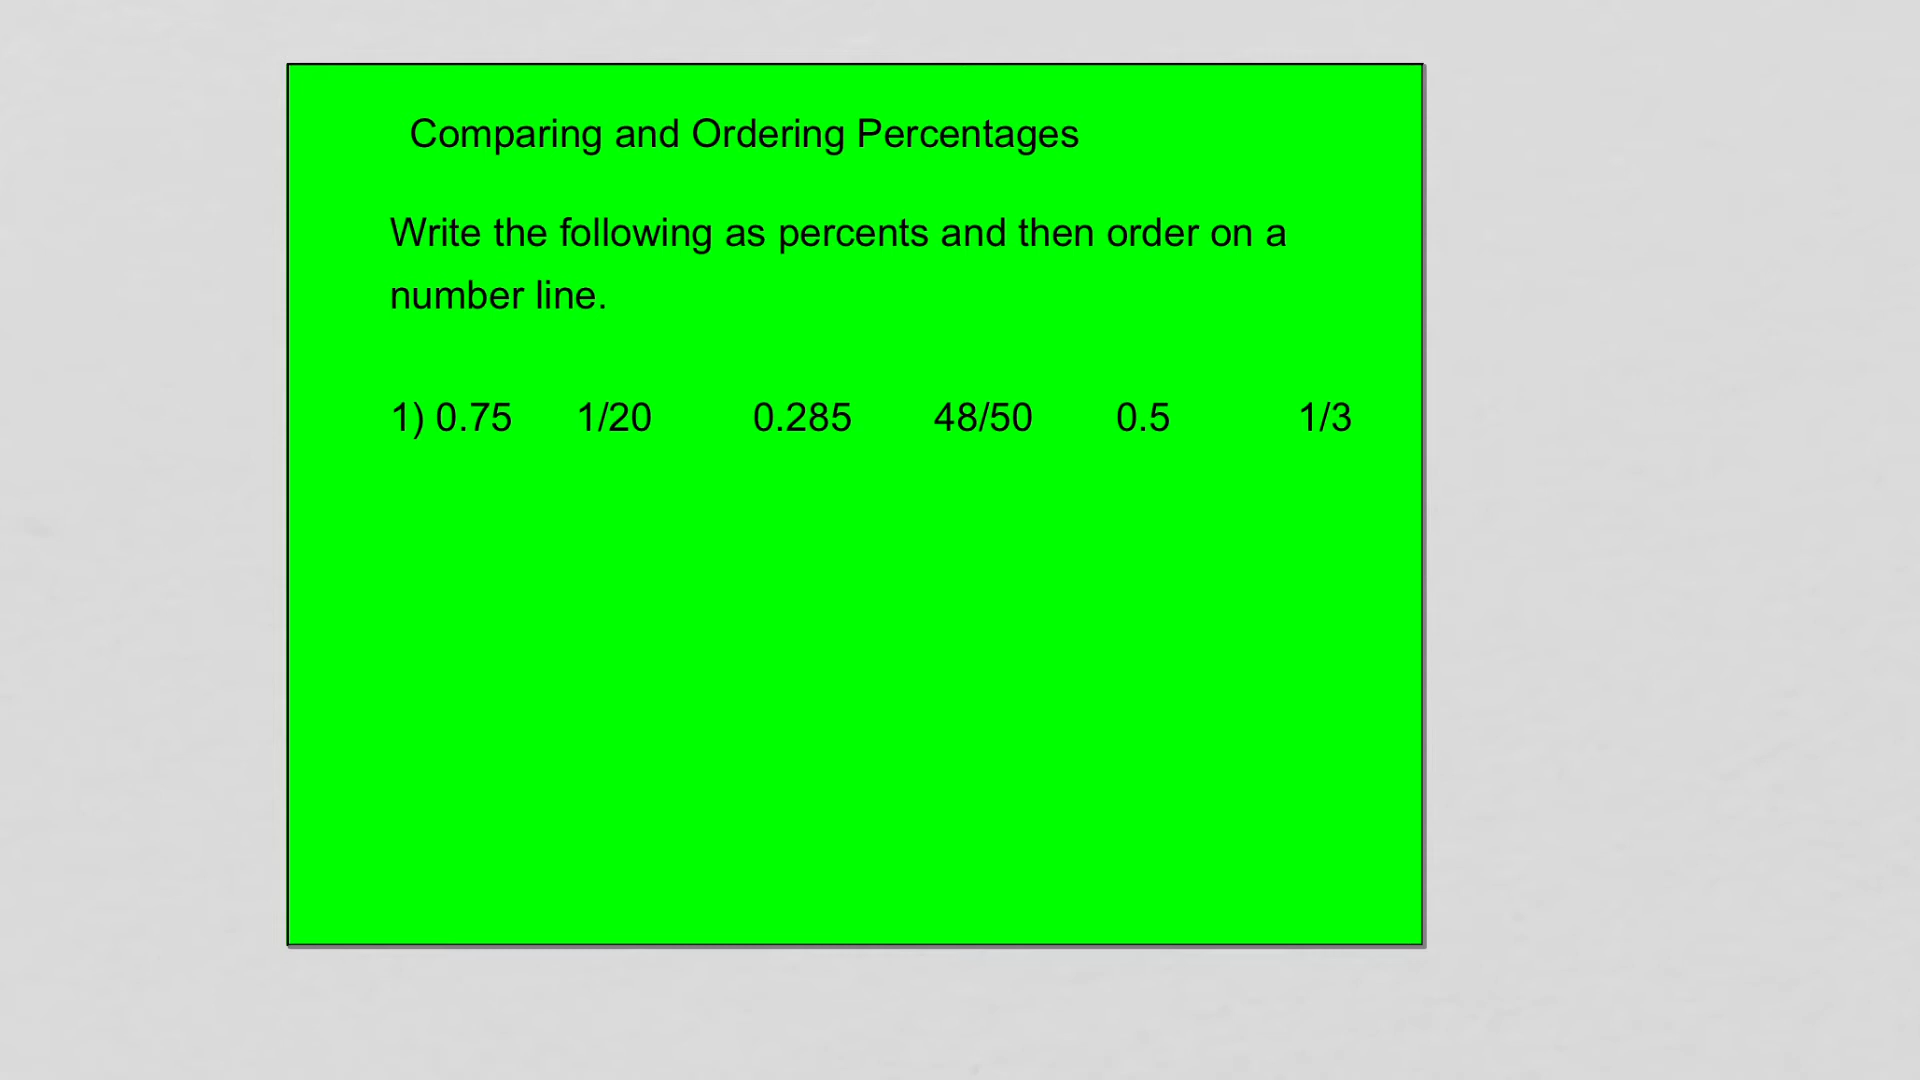 Comparing and Ordering Percentages
Write the following as percents and then order on a
number line.
1) 0.75 1/20 0.285 48/50 0.5 1/3